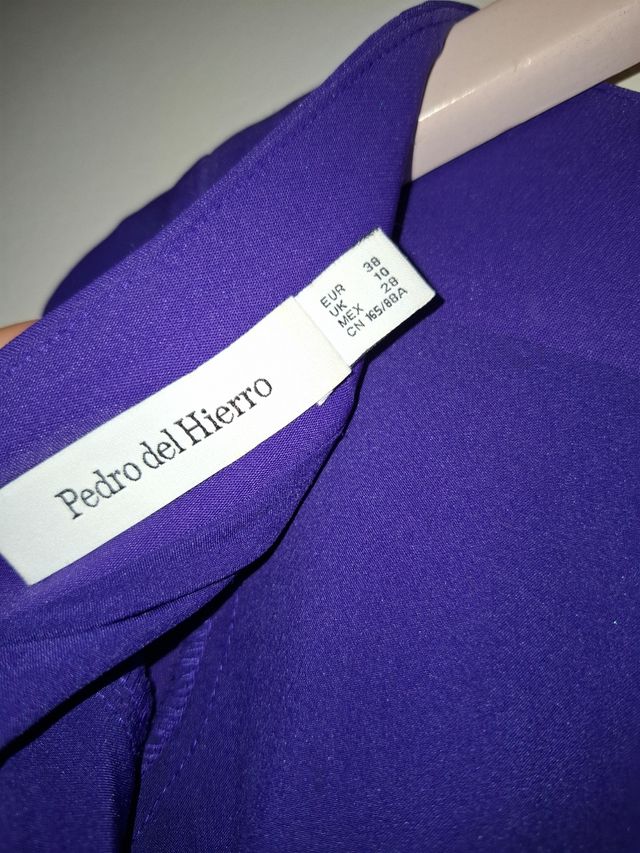 Pedro del Hierro
EUR 38
UK 10
MEX 28
CN 165/88A